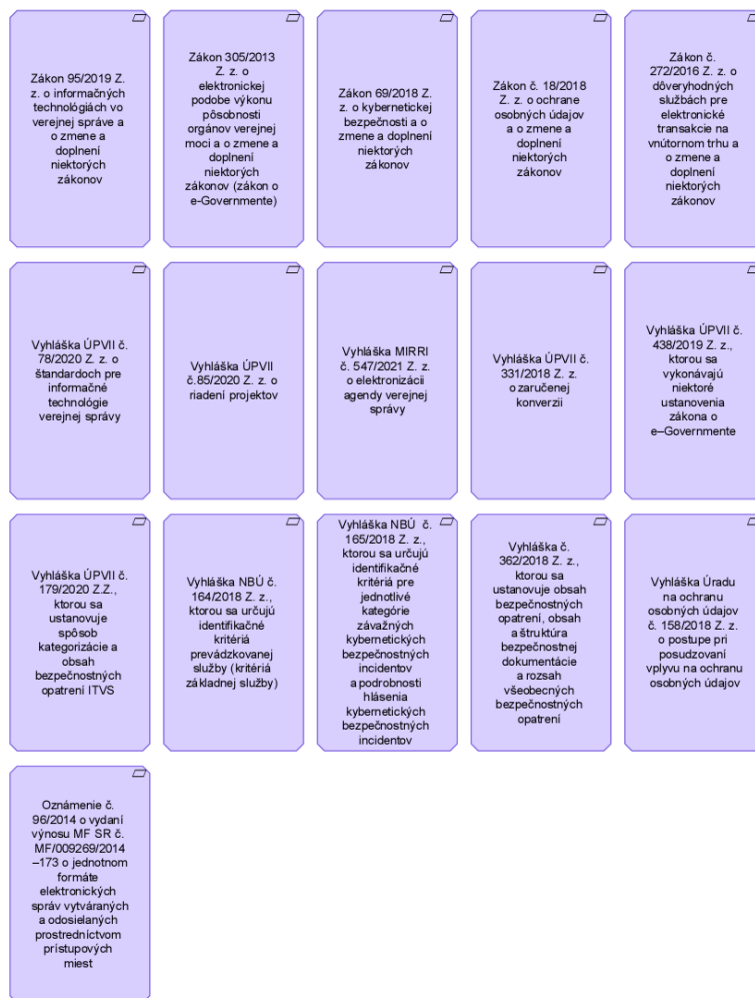 Zákon 95/2019 Z.
z. o informačných
technológiách vo
verejnej správe a
o zmene a
doplnení
niektorých
zákonov
Zákon 305/2013
Z. z. o
elektronickej
podobe výkonu
pôsobnosti
orgánov verejnej
moci a o zmene a
doplnení
niektorých
zákonov (zákon o
e-Governmente)
Zákon 69/2018 Z.
z. o kybernetickej
bezpečnosti a o
zmene a doplnení
niektorých
zákonov
Zákon č. 18/2018
Z. z. o ochrane
osobných údajov
a o zmene a
doplnení
niektorých
zákonov
Zákon č.
272/2016 Z. z. o
dôveryhodných
službách pre
elektronické
transakcie na
vnútornom trhu a
o zmene a
doplnení
niektorých
zákonov
Vyhláška ÚPVII č.
78/2020 Z. z. o
štandardoch pre
informačné
technológie
verejnej správy
Vyhláška ÚPVII
č.85/2020 Z. z. o
riadení projektov
Vyhláška MIRRI
č. 547/2021 Z. z.
o elektronizácii
agendy verejnej
správy
Vyhláška ÚPVII č.
331/2018 Z. z.
o zaručenej
konverzii
Vyhláška ÚPVII č.
438/2019 Z. z.,
ktorou sa
vykonávajú
niektoré
ustanovenia
zákona o
e–Governmente
Vyhláška ÚPVII č.
179/2020 Z.Z.,
ktorou sa
ustanovuje
spôsob
kategorizácie a
obsah
bezpečnostných
opatrení ITVS
Vyhláška NBÚ č.
164/2018 Z. z.,
ktorou sa určujú
identifikačné
kritériá
prevádzkovanej
služby (kritériá
základnej služby)
Vyhláška NBÚ č.
165/2018 Z. z.,
ktorou sa určujú
identifikačné
kritériá pre
jednotlivé
kategórie
závažných
kybernetických
bezpečnostných
incidentov
a podrobnosti
hlásenia
kybernetických
bezpečnostných
incidentov
Vyhláška č.
362/2018 Z. z.,
ktorou sa
ustanovuje obsah
bezpečnostných
opatrení, obsah
a štruktúra
bezpečnostnej
dokumentácie
a rozsah
všeobecných
bezpečnostných
opatrení
Vyhláška Úradu
na ochranu
osobných údajov
č. 158/2018 Z. z.
o postupe pri
posudzovaní
vplyvu na ochranu
osobných údajov
Oznámenie č.
96/2014 o vydaní
výnosu MF SR č.
MF/009269/2014
–173 o jednotnom
formáte
elektronických
správ vytváraných
a odosielaných
prostredníctvom
prístupových
miest